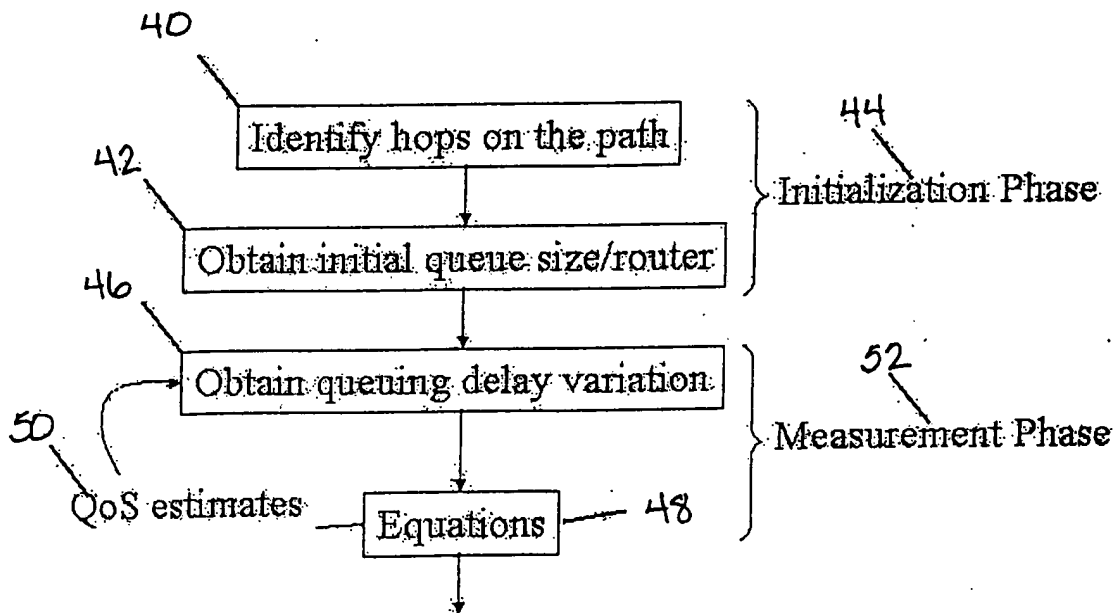 40
Identify hops on the path
44
Initialization Phase
42
Obtain initial queue size/router
46
Obtain queuing delay variation
52
Measurement Phase
50
QoS estimates
Equations
48